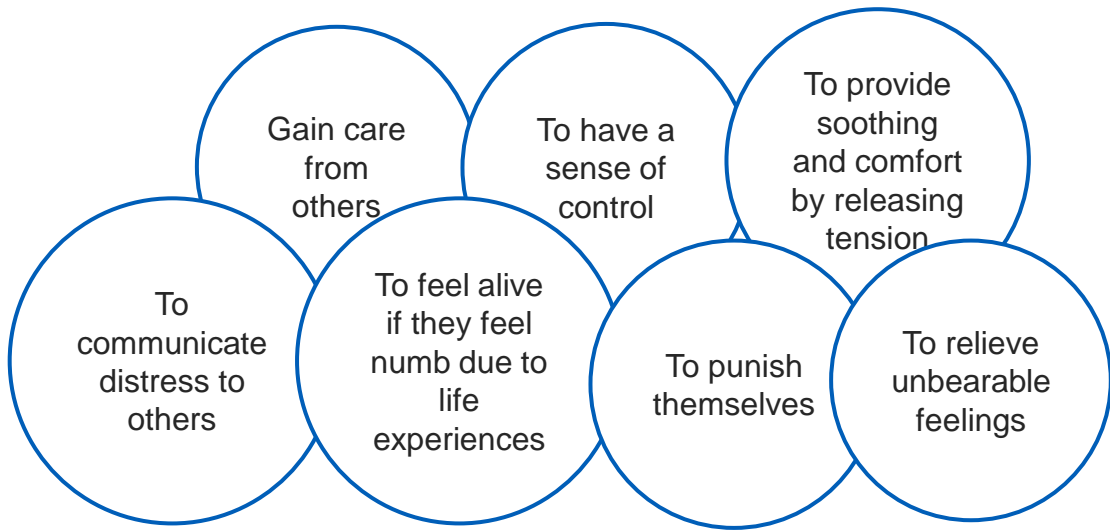 Gain care
from
others
To have a
sense of
control
To provide
soothing
and comfort
by releasing
tension
To
communicate
distress to
others
To feel alive
if they feel
numb due to
life
experiences
To punish
themselves
To relieve
unbearable
feelings